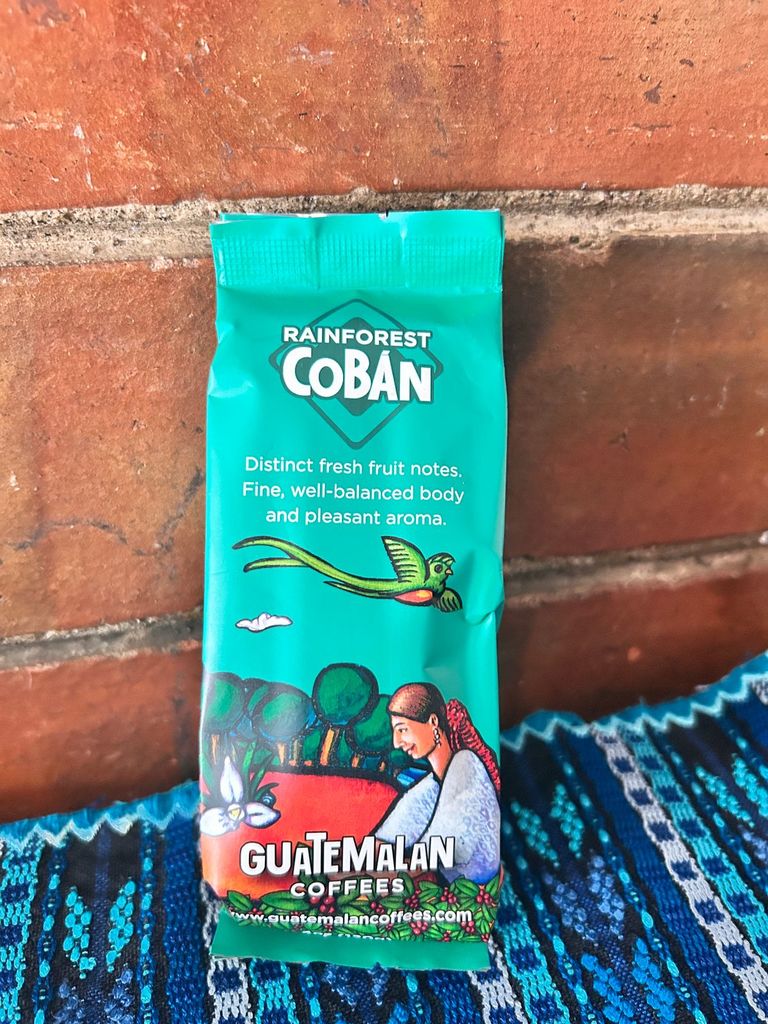 RAINFOREST
COBÁN
Distinct fresh fruit notes.
Fine, well-balanced body
and pleasant aroma.
GUATEMALAN
COFFEES
www.guatemalancoffees.com